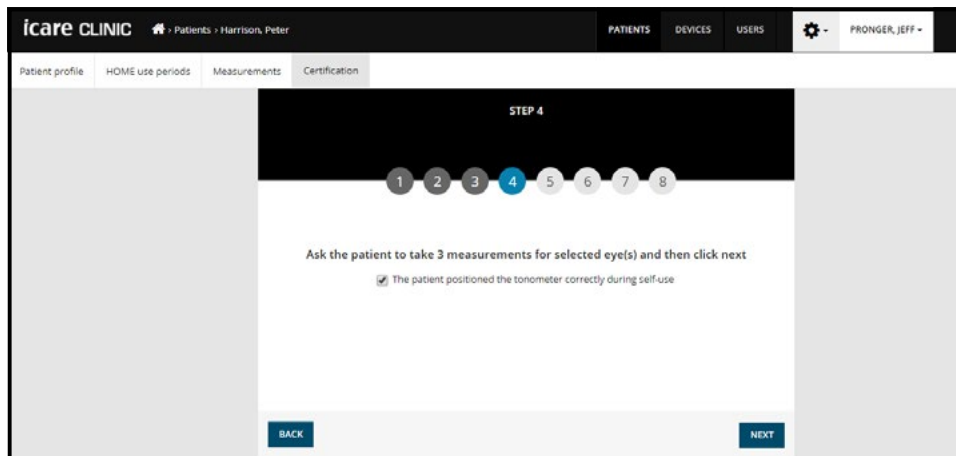 icare CLINIC > Patients > Harrison, Peter PATIENTS DEVICES USERS PRONGER, JEFF
Patient profile HOME use periods Measurements Certification
STEP 4
1 2 3 4 5 6 7 8
Ask the patient to take 3 measurements for selected eye(s) and then click next
The patient positioned the tonometer correctly during self-use
BACK NEXT